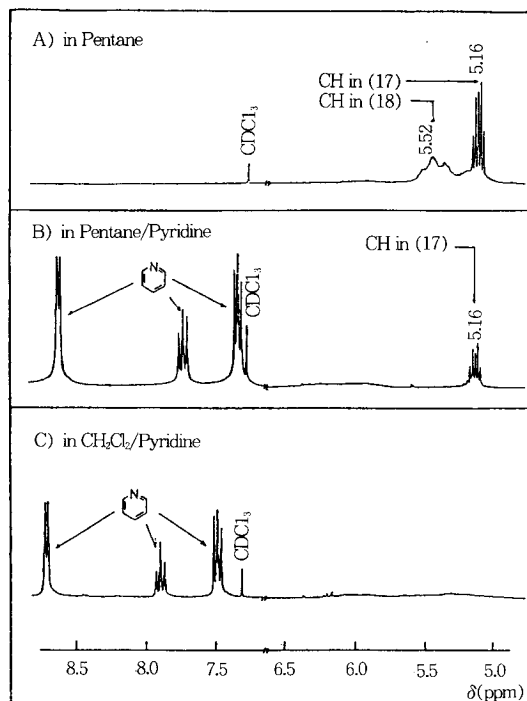 A) in Pentane
CH in (17)
CH in (18)
5.16
5.52
CDCl₃
B) in Pentane/Pyridine
CH in (17)
N
CDCl₃
5.16
C) in CH₂Cl₂/Pyridine
N
CDCl₃
8.5 8.0 7.5 6.5 6.0 5.5 5.0
δ(ppm)